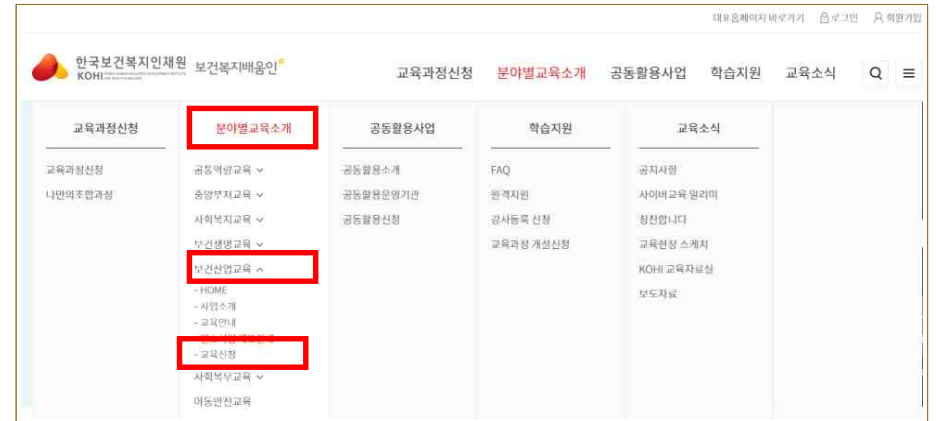 대표홈페이지 바로가기 로그인 회원가입
한국보건복지인재원 보건복지배움인
KOHI
교육과정신청 분야별교육소개 공동활용사업 학습지원 교육소식
교육과정신청 분야별교육소개 공동활용사업 학습지원 교육소식
교육과정신청 공통역량교육 공동활용소개 FAQ 공지사항
나만의조합과정 중앙부처교육 공동활용운영기관 원격지원 사이버교육 알리미
사회복지교육 공동활용신청 강사등록 신청 칭찬합니다
보건생명교육 교육과정 개설신청 교육현장 스케치
보건산업교육 KOHI 교육자료실
- HOME 보도자료
- 사업소개
- 교육안내
- 교육신청
사회복무교육
아동안전교육